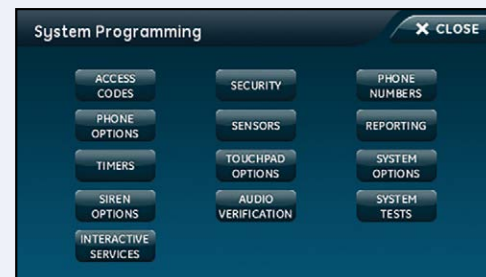 System Programming
X CLOSE
ACCESS
CODES
SECURITY
PHONE
NUMBERS
PHONE
OPTIONS
SENSORS
REPORTING
TIMERS
TOUCHPAD
OPTIONS
SYSTEM
OPTIONS
SIREN
OPTIONS
AUDIO
VERIFICATION
SYSTEM
TESTS
INTERACTIVE
SERVICES